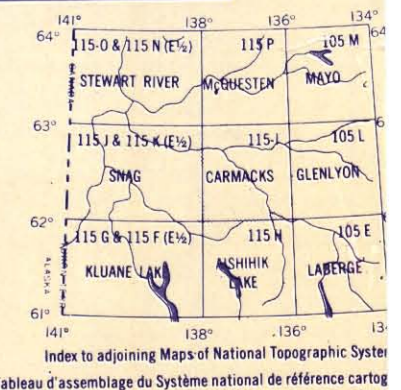 141° 138° 136° 134°
64° 64
115-O & 115 N (E½) 115 P 105 M
STEWART RIVER McQUESTEN MAYO
63° 6
115 J & 115 K (E½) 115-I 105 L
SNAG CARMACKS GLENLYON
62°
115 G & 115 F (E½) 115 H 105 E
KLUANE LAKE AISHIHIK LABERGE
LAKE
ALASKA
61°
141° 138° 136° 13
Index to adjoining Maps of National Topographic System
ableau d'assemblage du Système national de référence cartog